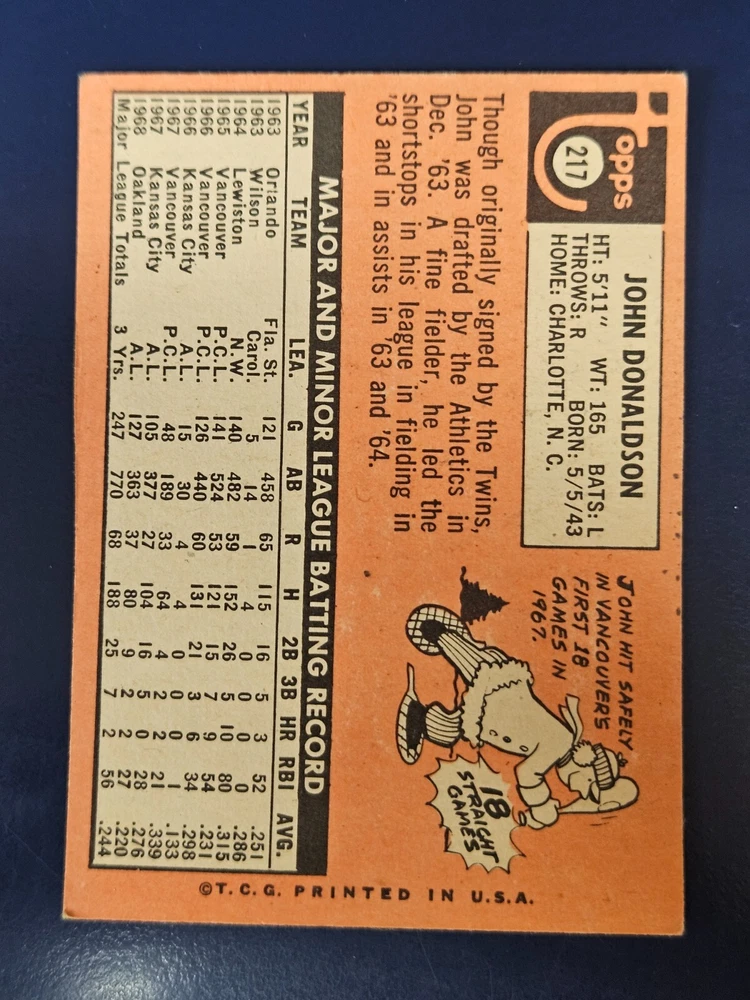 Topps
217
JOHN DONALDSON
HT: 5'11" WT: 165 BATS: L
THROWS: R BORN: 5/5/43
HOME: CHARLOTTE, N. C.
Though originally signed by the Twins,
John was drafted by the Athletics in
Dec. '63. A fine fielder, he led the
shortstops in his league in fielding in
'63 and in assists in '63 and '64.
JOHN HIT SAFELY
IN VANCOUVER'S
FIRST 18
GAMES IN
1967.
18
STRAIGHT
GAMES
MAJOR AND MINOR LEAGUE BATTING RECORD
YEAR TEAM LEA. G AB R H 2B 3B HR RBI AVG.
1963 Orlando Fla. St. 121 458 65 115 16 5 3 52 .251
1963 Wilson Carol. 5 14 1 4 0 0 0 0 .286
1964 Lewiston N.W. 140 482 59 152 26 5 10 80 .315
1965 Vancouver P.C.L. 141 524 53 121 15 7 9 54 .231
1966 Vancouver P.C.L. 126 440 60 131 21 3 6 34 .298
1966 Kansas City A.L. 15 30 4 4 0 0 0 1 .133
1967 Vancouver P.C.L. 48 189 33 64 4 2 2 21 .339
1967 Kansas City A.L. 105 377 27 104 16 5 0 28 .276
1968 Oakland A.L. 127 363 37 80 9 2 2 27 .220
Major League Totals 3 Yrs. 247 770 68 188 25 7 2 56 .244
©T.C.G. PRINTED IN U.S.A.